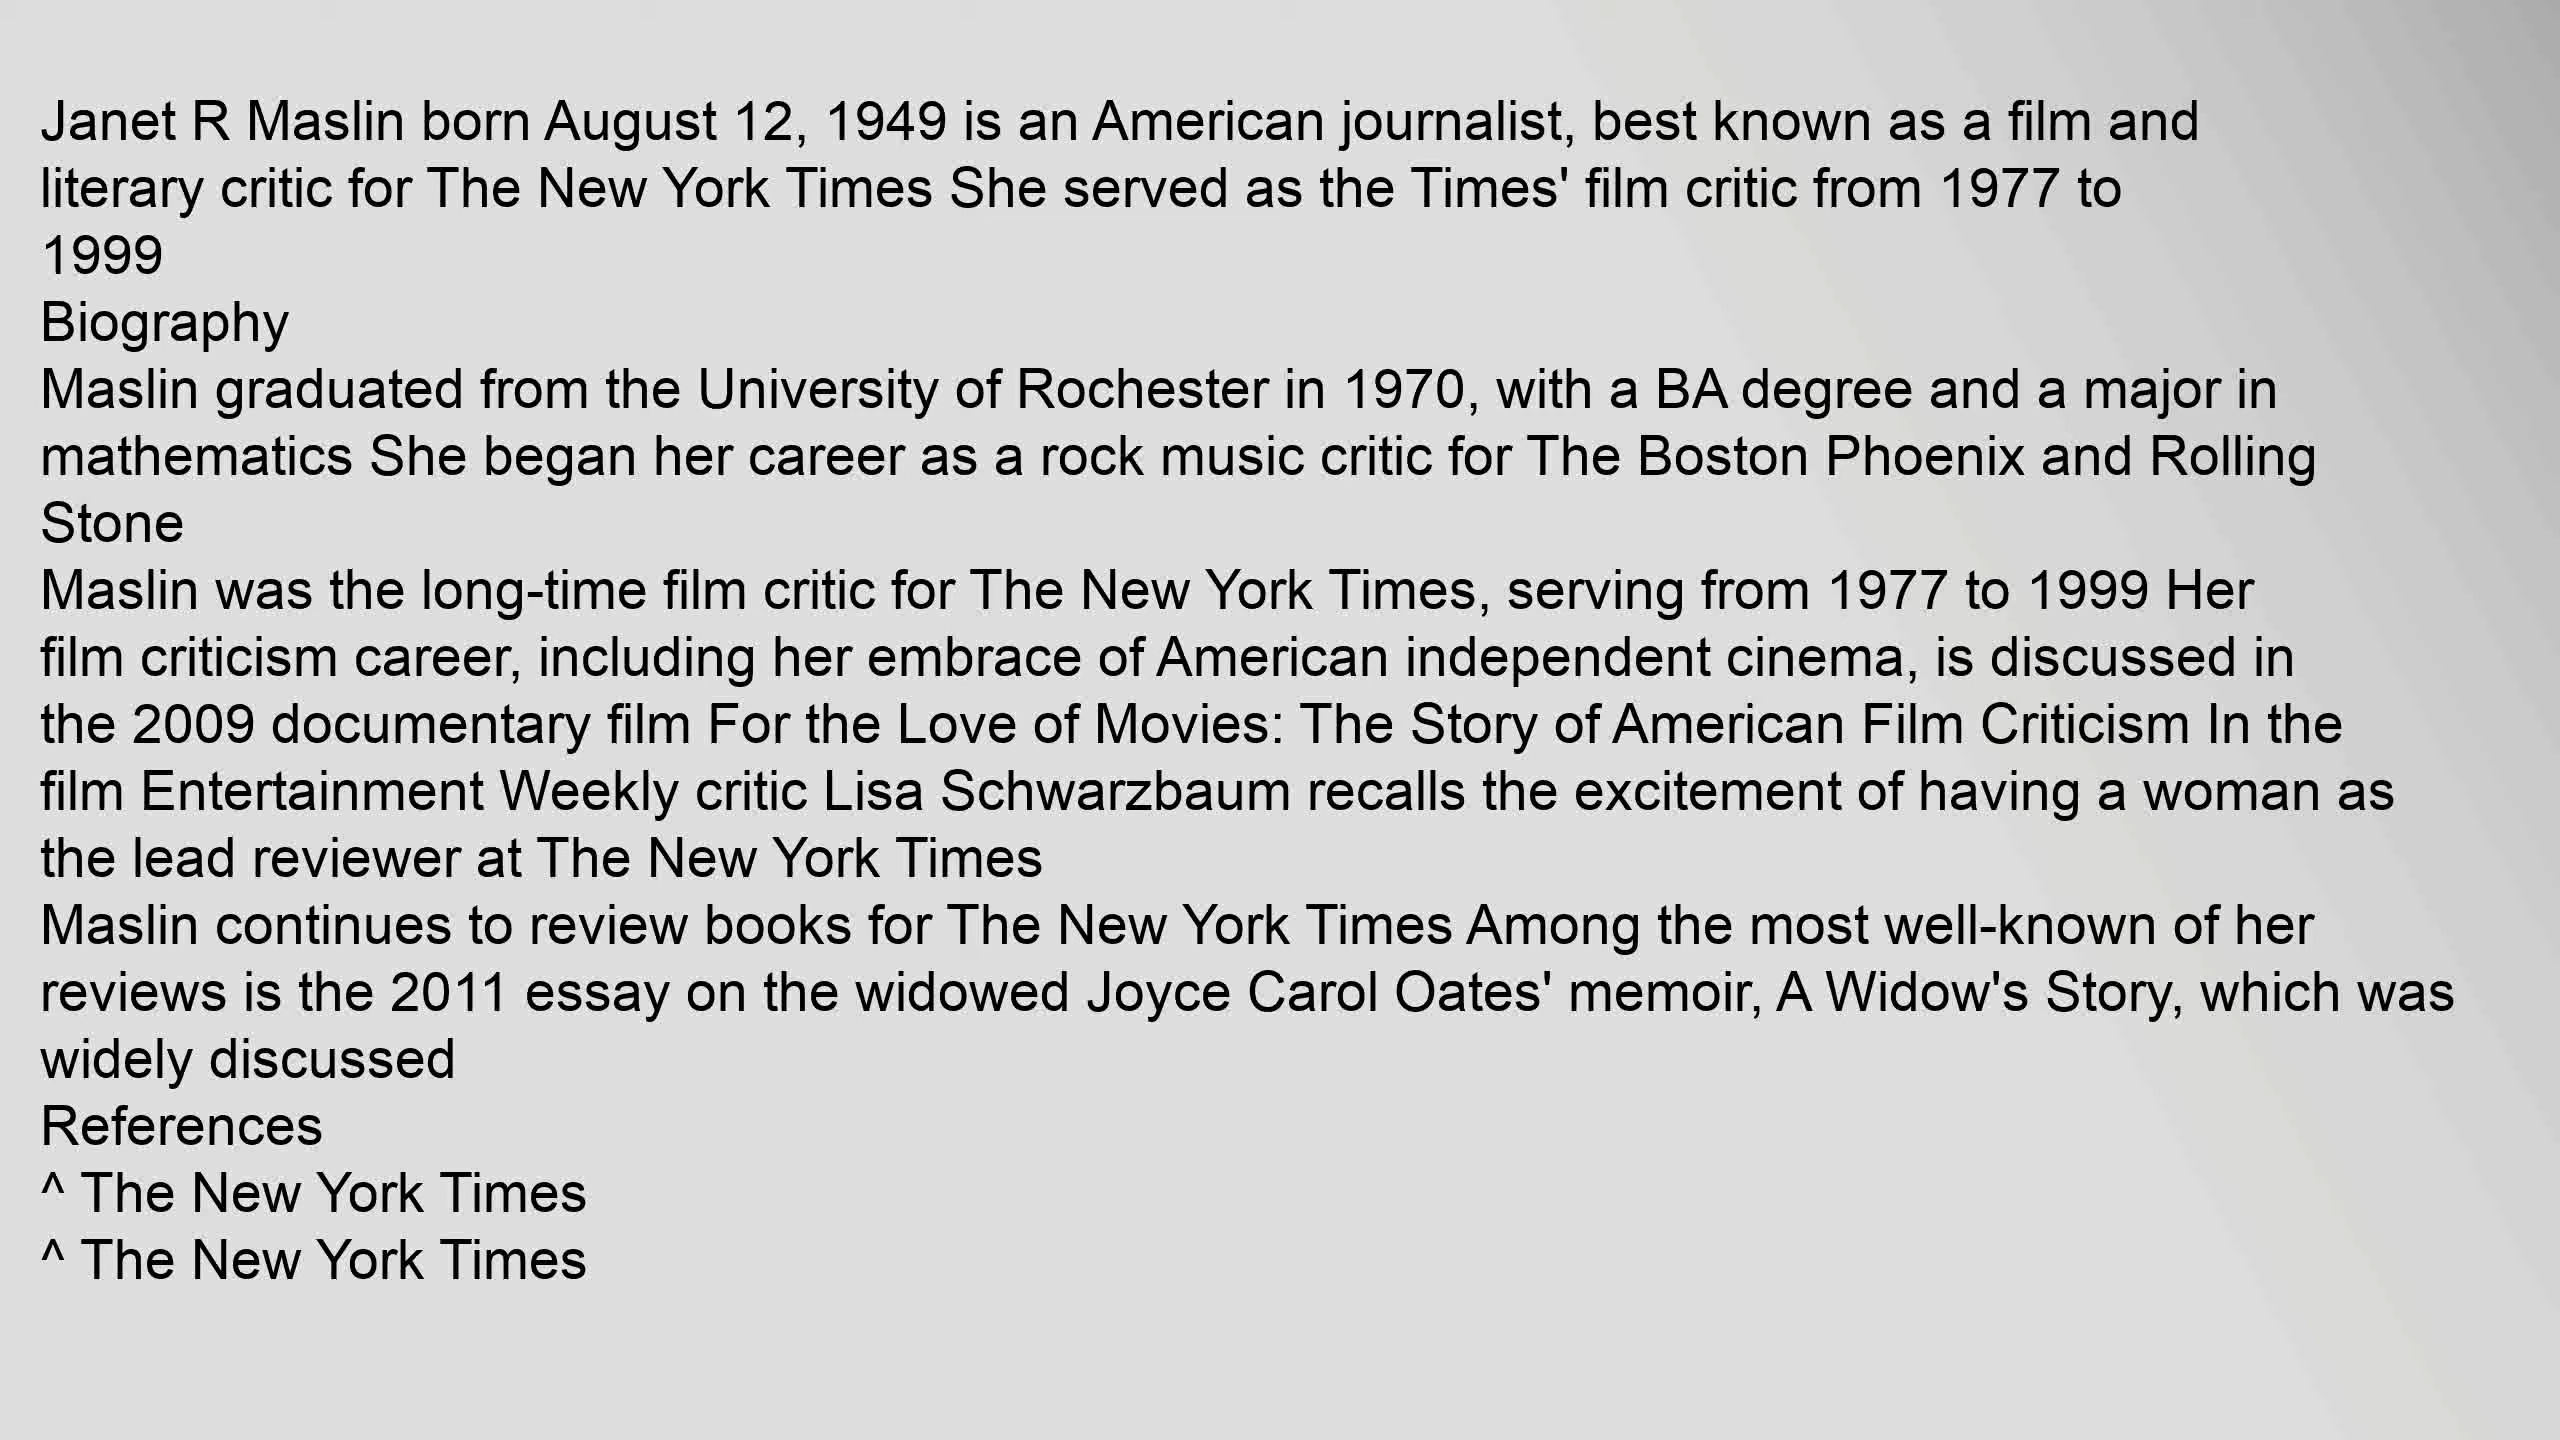 Janet R Maslin born August 12, 1949 is an American journalist, best known as a film and
literary critic for The New York Times She served as the Times' film critic from 1977 to
1999
Biography
Maslin graduated from the University of Rochester in 1970, with a BA degree and a major in
mathematics She began her career as a rock music critic for The Boston Phoenix and Rolling
Stone
Maslin was the long-time film critic for The New York Times, serving from 1977 to 1999 Her
film criticism career, including her embrace of American independent cinema, is discussed in
the 2009 documentary film For the Love of Movies: The Story of American Film Criticism In the
film Entertainment Weekly critic Lisa Schwarzbaum recalls the excitement of having a woman as
the lead reviewer at The New York Times
Maslin continues to review books for The New York Times Among the most well-known of her
reviews is the 2011 essay on the widowed Joyce Carol Oates' memoir, A Widow's Story, which was
widely discussed
References
^ The New York Times
^ The New York Times